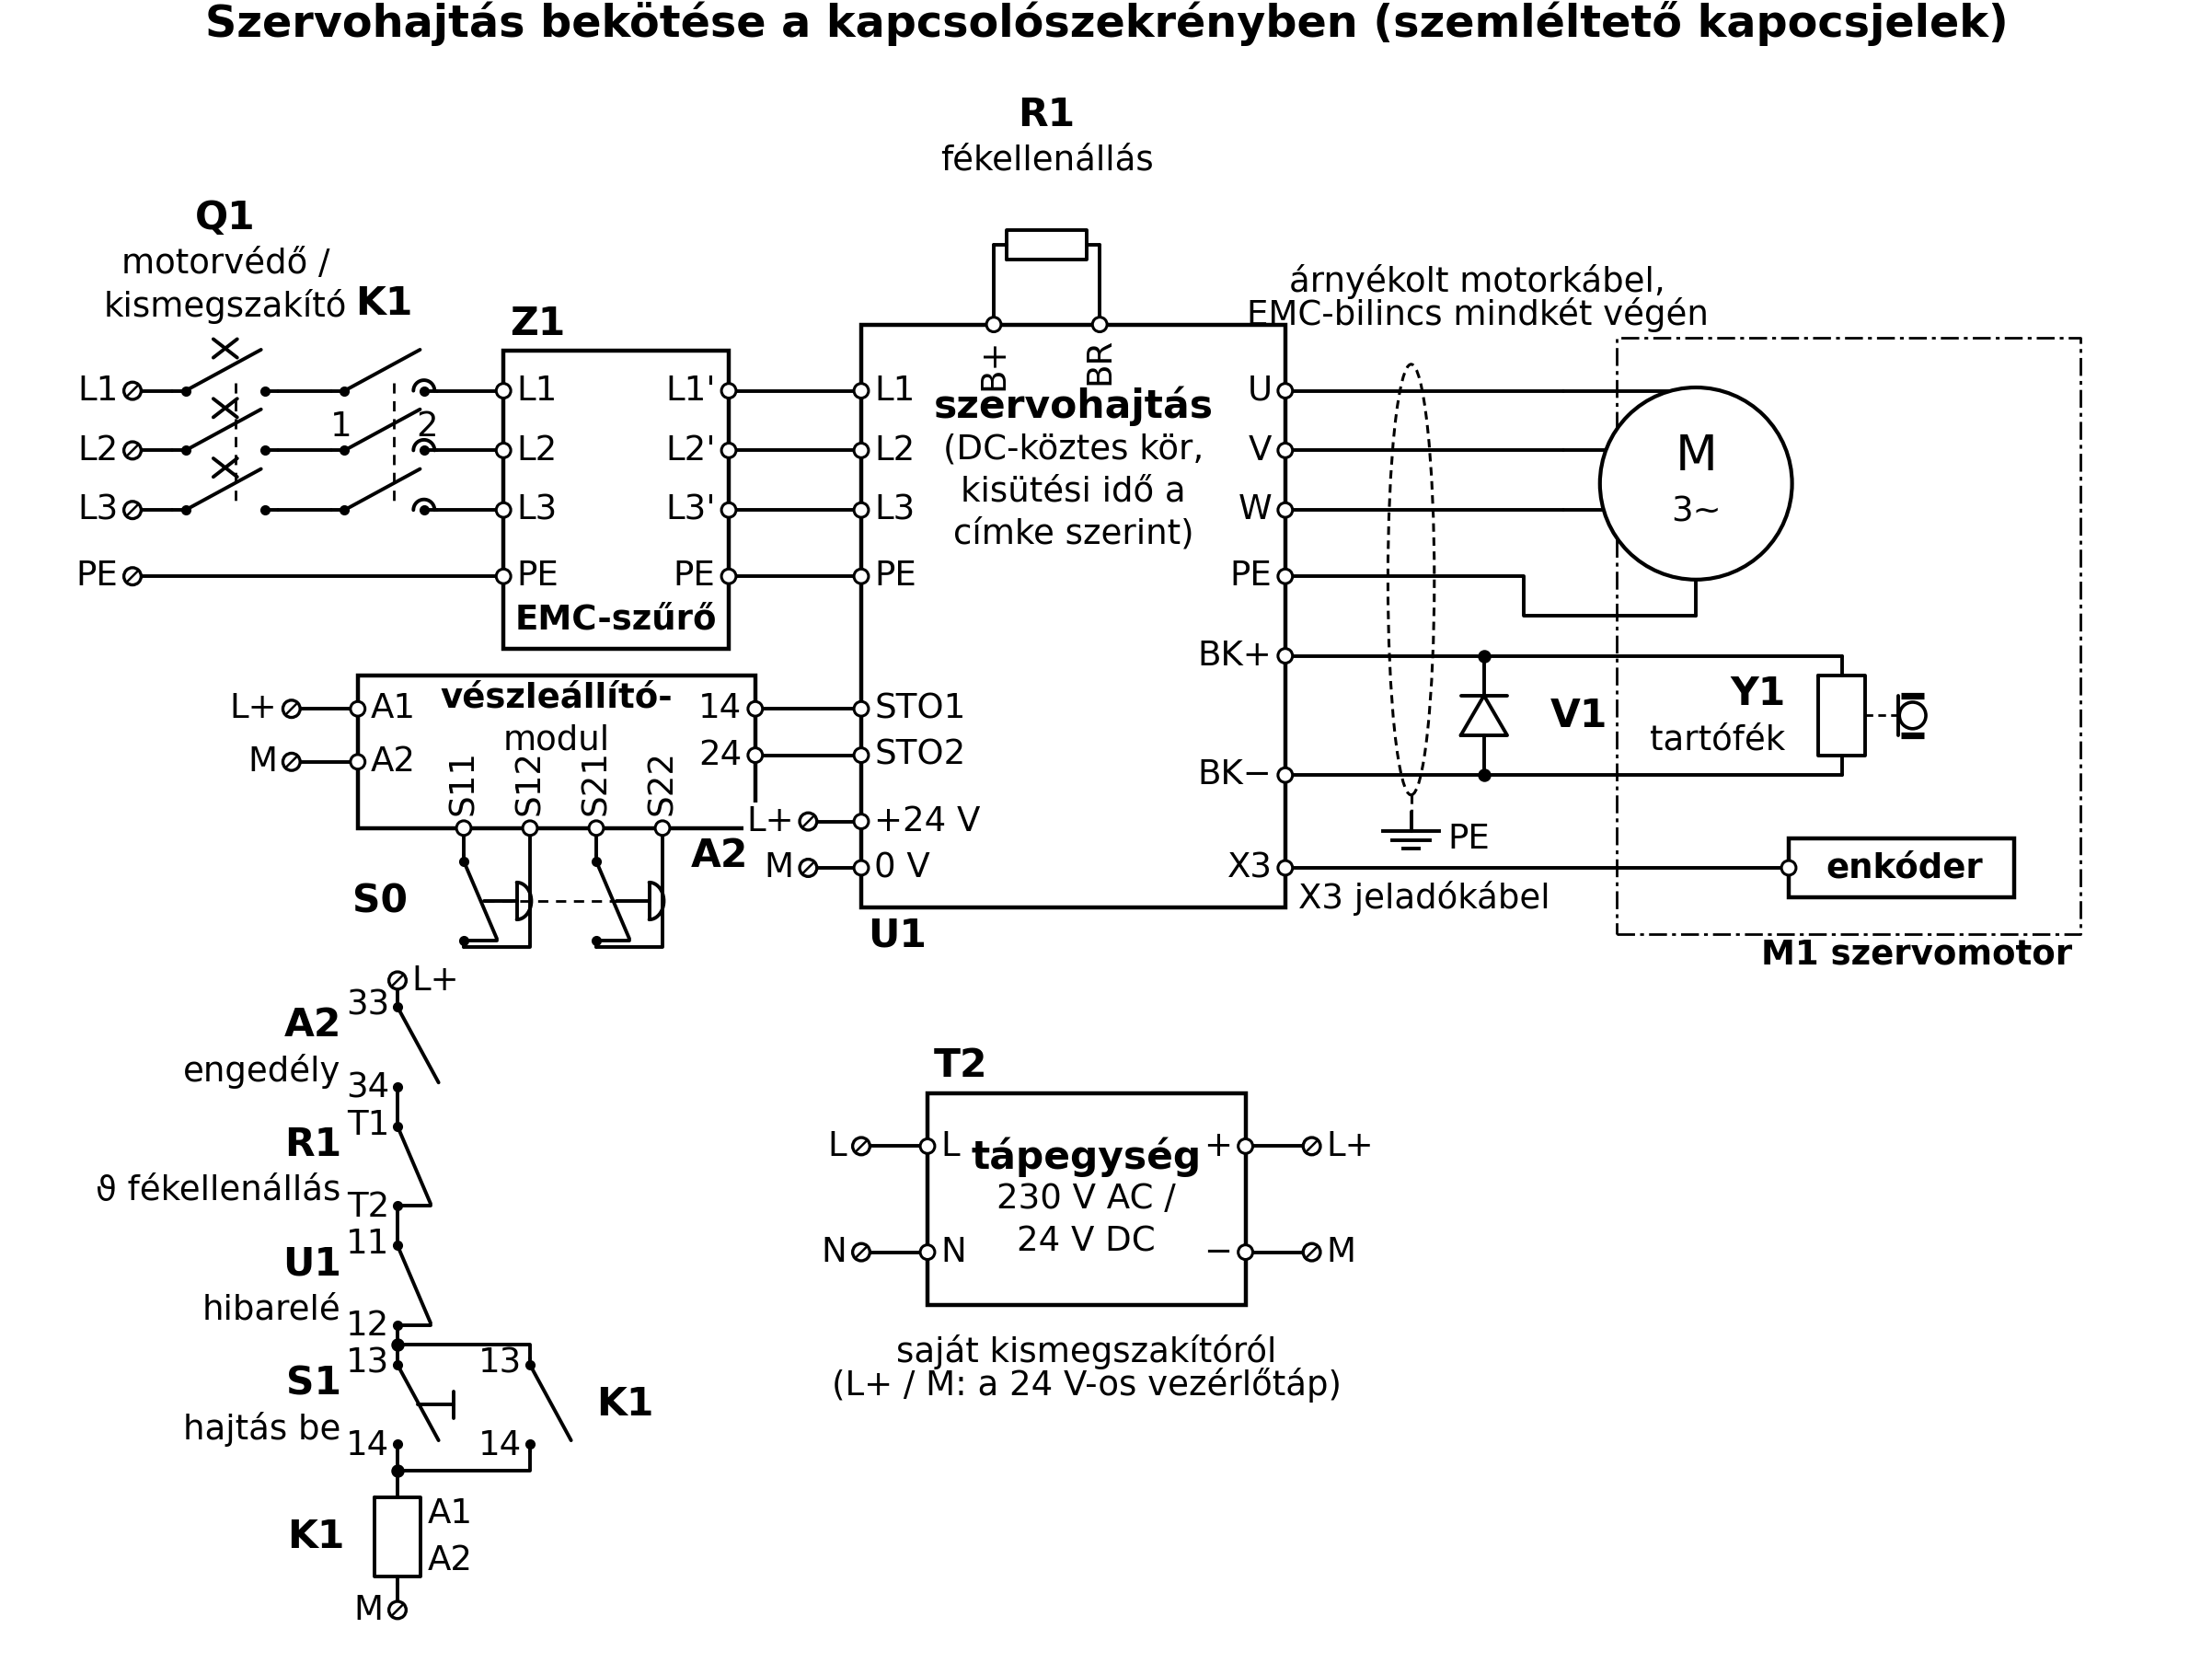 Szervohajtás bekötése a kapcsolószekrényben (szemléltető kapocsjelek)
R1
fékellenállás
Q1
motorvédő /
kismegszakító
K1
Z1
árnyékolt motorkábel,
EMC-bilincs mindkét végén
B+
BR
L1
L2
L3
PE
1
2
L1
L2
L3
PE
L1'
L2'
L3'
PE
EMC-szűrő
L1
L2
L3
PE
szervohajtás
(DC-köztes kör,
kisütési idő a
címke szerint)
U
V
W
PE
M
3~
BK+
BK−
V1
Y1
tartófék
L+
M
A1
A2
vészleállító-
modul
14
24
S11
S12
S21
S22
STO1
STO2
L+
+24 V
A2
M
0 V
PE
X3
X3 jeladókábel
enkóder
S0
U1
M1 szervomotor
L+
33
A2
engedély
34
T1
R1
ϑ fékellenállás
T2
11
U1
hibarelé
12
13
S1
hajtás be
14
13
14
K1
K1
A1
A2
M
T2
L
L
tápegység
+
L+
230 V AC /
24 V DC
N
N
−
M
saját kismegszakítóról
(L+ / M: a 24 V-os vezérlőtáp)